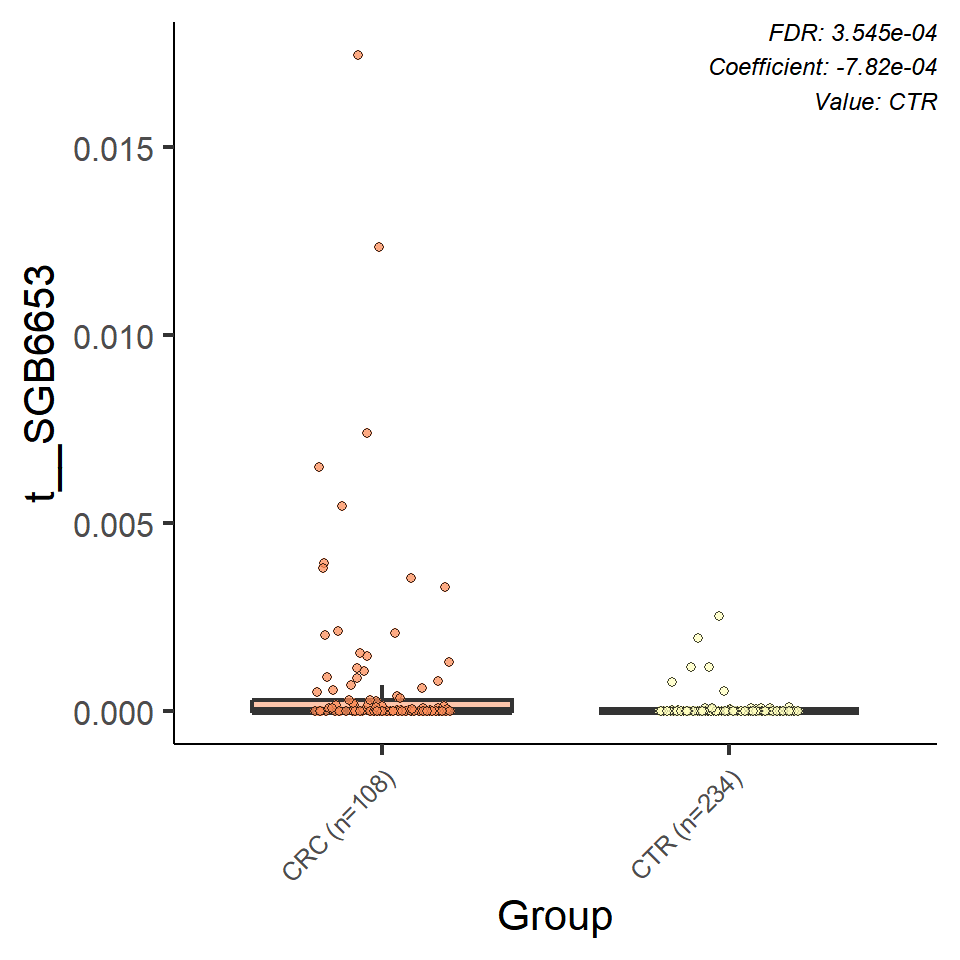 FDR: 3.545e-04
Coefficient: -7.82e-04
Value: CTR
t__SGB6653
0.015
0.010
0.005
0.000
CRC (n=108)
CTR (n=234)
Group